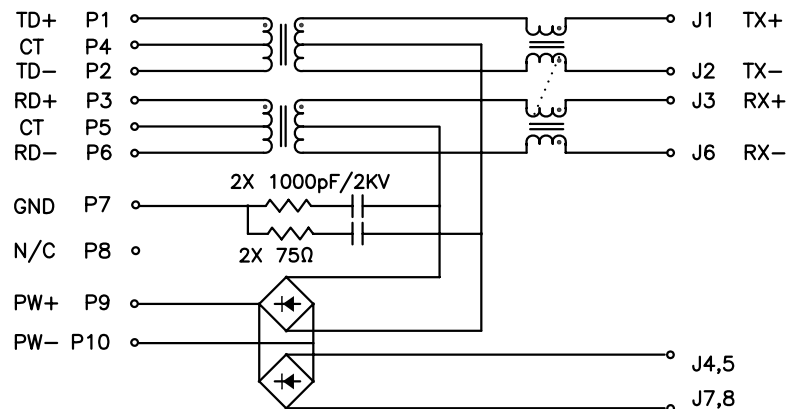 TD+ P1 J1 TX+
CT P4
TD- P2 J2 TX-
RD+ P3 J3 RX+
CT P5
RD- P6 J6 RX-
2X 1000pF/2KV
GND P7
N/C P8
2X 75Ω
PW+ P9
PW- P10
J4,5
J7,8